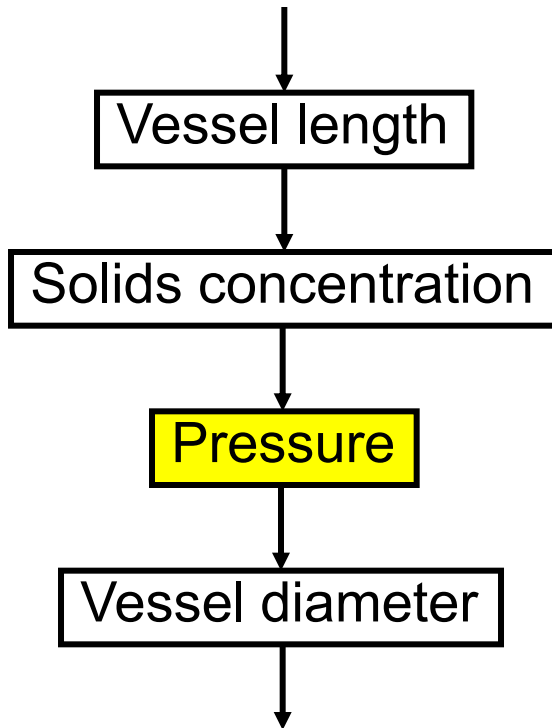 Vessel length
Solids concentration
Pressure
Vessel diameter